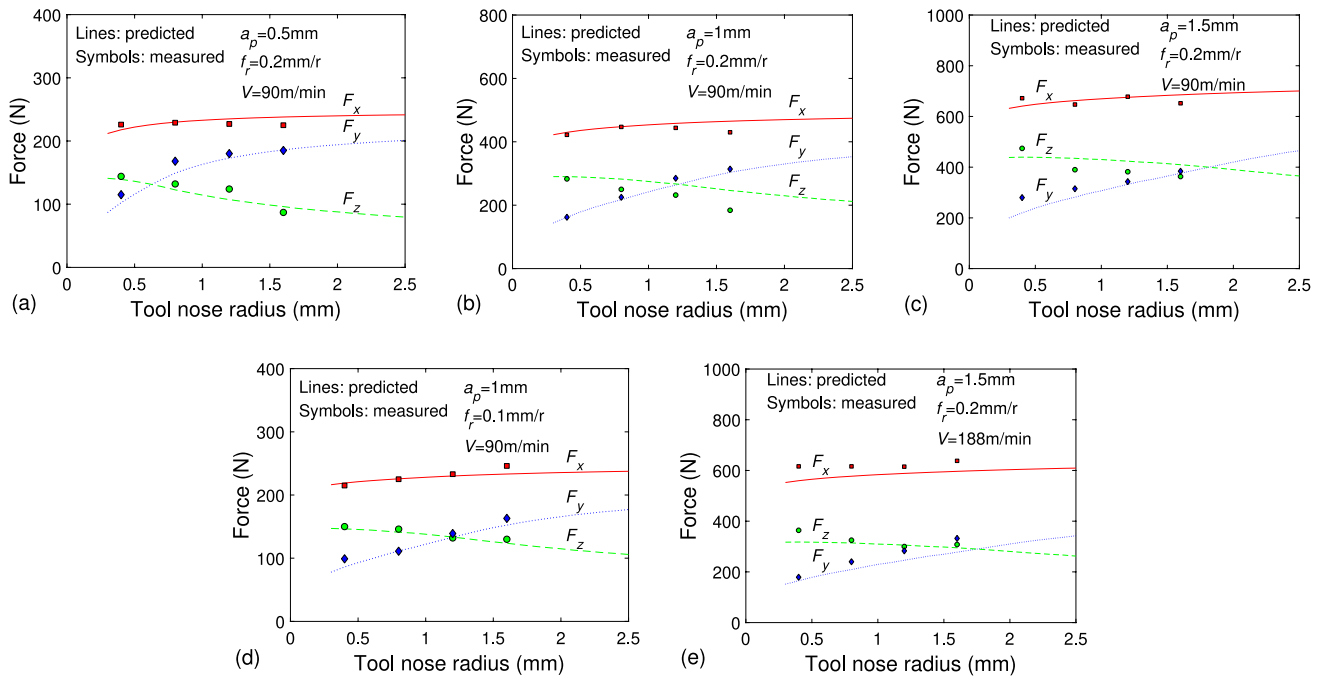 400
300
200
100
0
Force (N)
Lines: predicted
Symbols: measured
a_p=0.5mm
f_r=0.2mm/r
V=90m/min
F_x
F_y
F_z
0 0.5 1 1.5 2 2.5
Tool nose radius (mm)
(a)
800
600
400
200
0
Force (N)
Lines: predicted
Symbols: measured
a_p=1mm
f_r=0.2mm/r
V=90m/min
F_x
F_y
F_z
0 0.5 1 1.5 2 2.5
Tool nose radius (mm)
(b)
1000
800
600
400
200
0
Force (N)
Lines: predicted
Symbols: measured
a_p=1.5mm
f_r=0.2mm/r
V=90m/min
F_x
F_z
F_y
0 0.5 1 1.5 2 2.5
Tool nose radius (mm)
(c)
400
300
200
100
0
Force (N)
Lines: predicted
Symbols: measured
a_p=1mm
f_r=0.1mm/r
V=90m/min
F_x
F_y
F_z
0 0.5 1 1.5 2 2.5
Tool nose radius (mm)
(d)
1000
800
600
400
200
0
Force (N)
Lines: predicted
Symbols: measured
a_p=1.5mm
f_r=0.2mm/r
V=188m/min
F_x
F_z
F_y
0 0.5 1 1.5 2 2.5
Tool nose radius (mm)
(e)